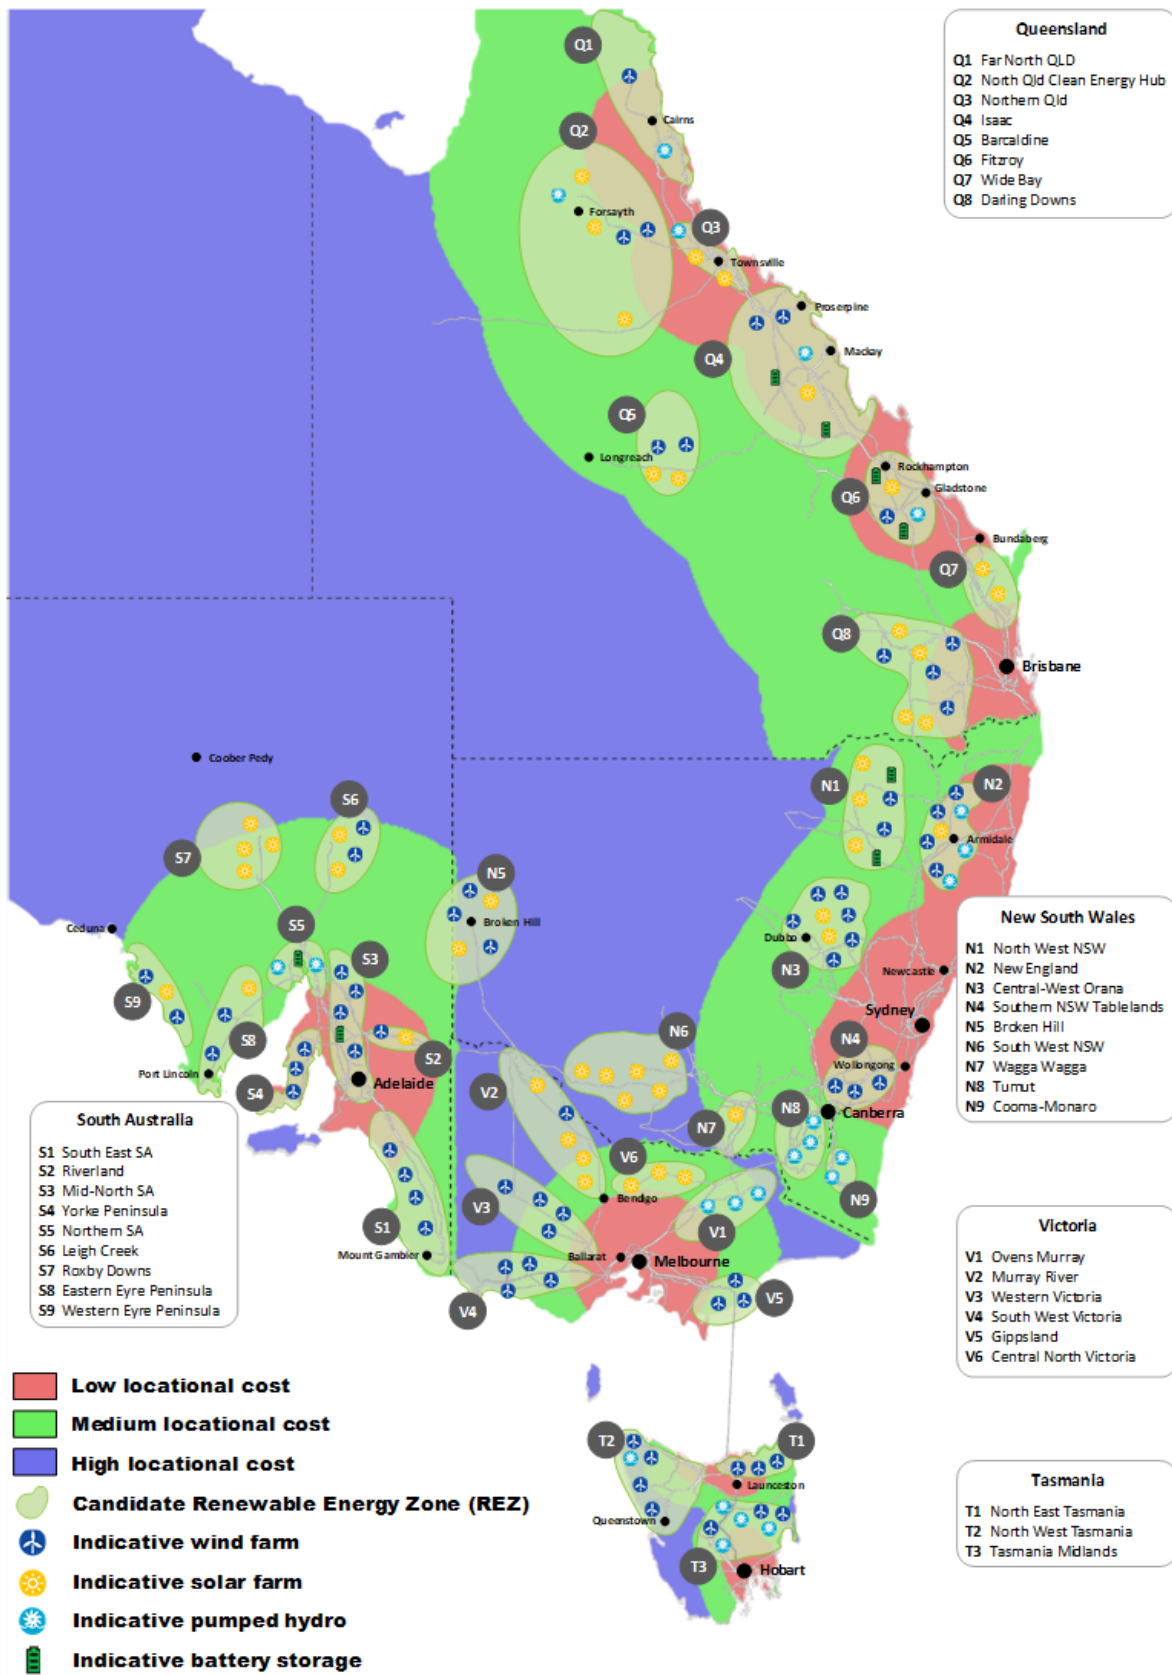 Queensland
Q1 Far North QLD
Q2 North Qld Clean Energy Hub
Q3 Northern Qld
Q4 Isaac
Q5 Barcaldine
Q6 Fitzroy
Q7 Wide Bay
Q8 Darling Downs
Q1
Cairns
Q2
Forsayth
Q3
Townsville
Proserpine
Q4
Mackay
Q5
Longreach
Rockhampton
Q6
Gladstone
Bundaberg
Q7
Q8
Brisbane
Coober Pedy
N1
N2
S6
Armidale
S7
N5
Broken Hill
Ceduna
S5
Dubbo
S3
N3
Newcastle
S9
Sydney
S8
N6
N4
S2
Wollongong
Port Lincoln
Adelaide
S4
V2
N8
Canberra
N7
V6
Bendigo
N9
V3
S1
V1
Mount Gambier
Ballarat
Melbourne
V4
V5
New South Wales
N1 North West NSW
N2 New England
N3 Central-West Orana
N4 Southern NSW Tablelands
N5 Broken Hill
N6 South West NSW
N7 Wagga Wagga
N8 Tumut
N9 Cooma-Monaro
South Australia
S1 South East SA
S2 Riverland
S3 Mid-North SA
S4 Yorke Peninsula
S5 Northern SA
S6 Leigh Creek
S7 Roxby Downs
S8 Eastern Eyre Peninsula
S9 Western Eyre Peninsula
Victoria
V1 Ovens Murray
V2 Murray River
V3 Western Victoria
V4 South West Victoria
V5 Gippsland
V6 Central North Victoria
T2
T1
Launceston
Queenstown
T3
Hobart
Tasmania
T1 North East Tasmania
T2 North West Tasmania
T3 Tasmania Midlands
Low locational cost
Medium locational cost
High locational cost
Candidate Renewable Energy Zone (REZ)
Indicative wind farm
Indicative solar farm
Indicative pumped hydro
Indicative battery storage